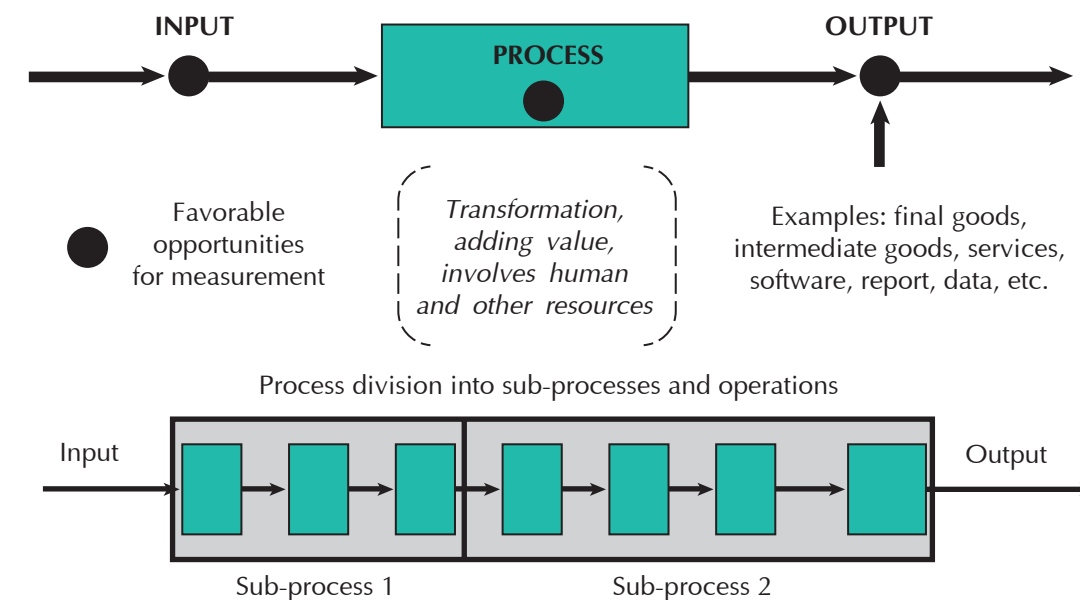 INPUT
PROCESS
OUTPUT
Favorable
opportunities
for measurement
Transformation,
adding value,
involves human
and other resources
Examples: final goods,
intermediate goods, services,
software, report, data, etc.
Process division into sub-processes and operations
Input
Output
Sub-process 1
Sub-process 2